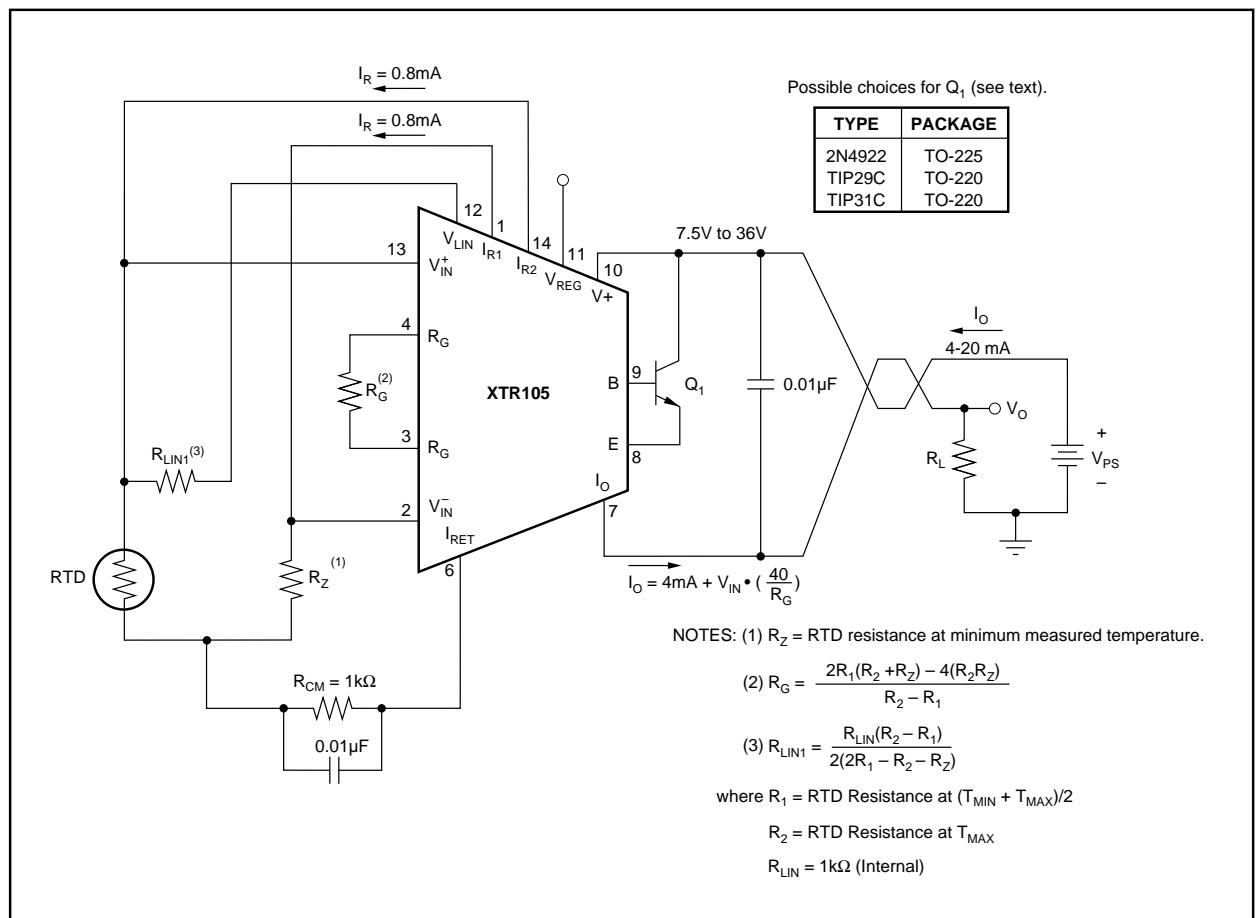 I_R = 0.8mA
I_R = 0.8mA
Possible choices for Q_1 (see text).
TYPE PACKAGE
2N4922 TO-225
TIP29C TO-220
TIP31C TO-220
12
V_LIN
1
I_R1
14
I_R2
11
V_REG
10
V+
7.5V to 36V
13
V_IN^+
4
R_G
R_G^(2)
XTR105
3
R_G
9
B
Q_1
E
8
0.01µF
I_O
4-20 mA
V_O
R_L
+
V_PS
–
R_LIN1^(3)
2
V_IN^–
I_RET
6
I_O
7
RTD
R_Z^(1)
I_O = 4mA + V_IN • (40/R_G)
R_CM = 1kΩ
0.01µF
NOTES: (1) R_Z = RTD resistance at minimum measured temperature.
(2) R_G = 2R_1(R_2 +R_Z) – 4(R_2R_Z) / R_2 – R_1
(3) R_LIN1 = R_LIN(R_2 – R_1) / 2(2R_1 – R_2 – R_Z)
where R_1 = RTD Resistance at (T_MIN + T_MAX)/2
R_2 = RTD Resistance at T_MAX
R_LIN = 1kΩ (Internal)